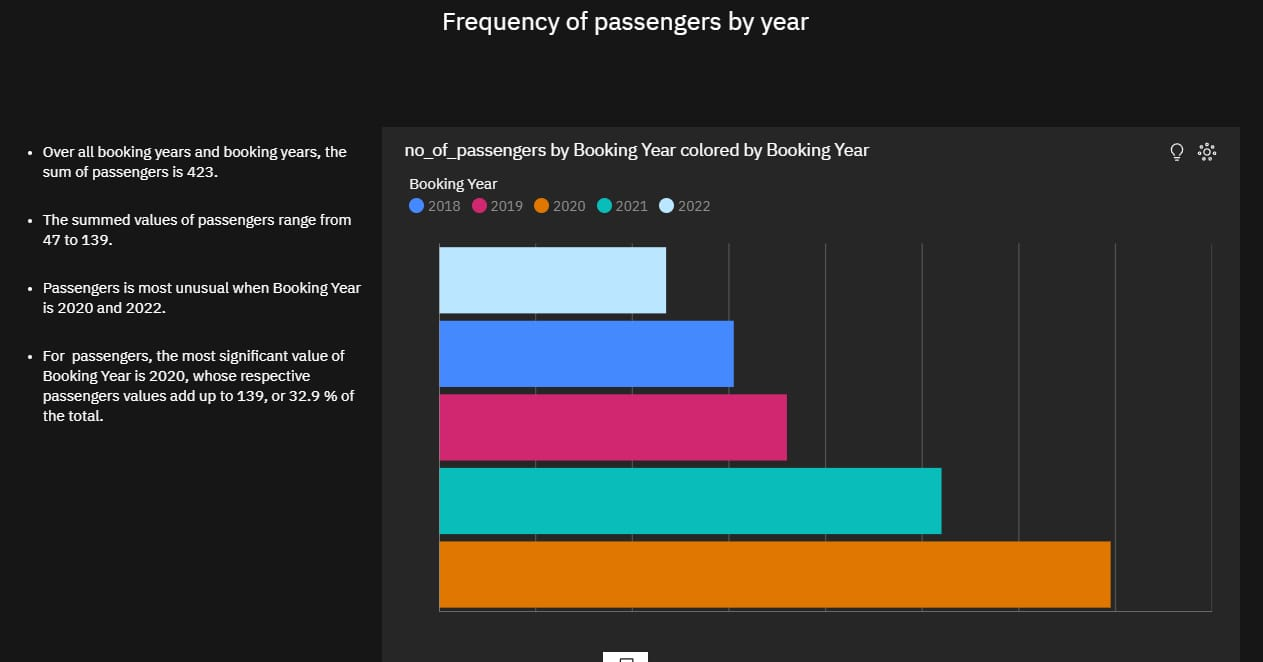 Frequency of passengers by year
• Over all booking years and booking years, the
sum of passengers is 423.
• The summed values of passengers range from
47 to 139.
• Passengers is most unusual when Booking Year
is 2020 and 2022.
• For  passengers, the most significant value of
Booking Year is 2020, whose respective
passengers values add up to 139, or 32.9 % of
the total.
no_of_passengers by Booking Year colored by Booking Year
Booking Year
2018 2019 2020 2021 2022